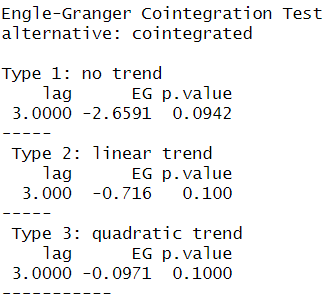 Engle-Granger Cointegration Test
alternative: cointegrated
Type 1: no trend
lag EG p.value
3.0000 -2.6591 0.0942
-----
Type 2: linear trend
lag EG p.value
3.000 -0.716 0.100
-----
Type 3: quadratic trend
lag EG p.value
3.0000 -0.0971 0.1000
-----------